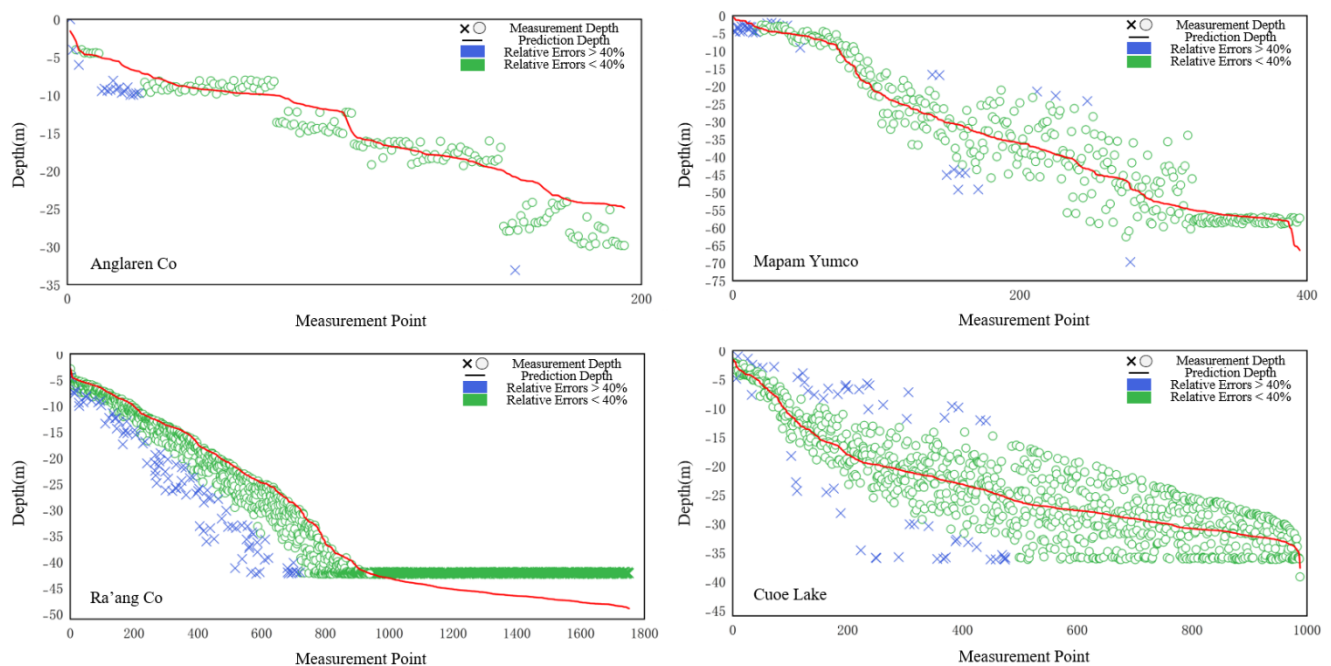 0
-5
-10
-15
-20
-25
-30
-35
Depth(m)
× ○ Measurement Depth
— Prediction Depth
Relative Errors > 40%
Relative Errors < 40%
Anglaren Co
0
200
Measurement Point
0
-5
-10
-15
-20
-25
-30
-35
-40
-45
-50
-55
-60
-65
-70
-75
Depth(m)
× ○ Measurement Depth
— Prediction Depth
Relative Errors > 40%
Relative Errors < 40%
Mapam Yumco
0
200
400
Measurement Point
0
-5
-10
-15
-20
-25
-30
-35
-40
-45
-50
Depth(m)
× ○ Measurement Depth
— Prediction Depth
Relative Errors > 40%
Relative Errors < 40%
Ra’ang Co
0
200
400
600
800
1000
1200
1400
1600
1800
Measurement Point
0
-5
-10
-15
-20
-25
-30
-35
-40
-45
Depth(m)
× ○ Measurement Depth
— Prediction Depth
Relative Errors > 40%
Relative Errors < 40%
Cuoe Lake
0
200
400
600
800
1000
Measurement Point